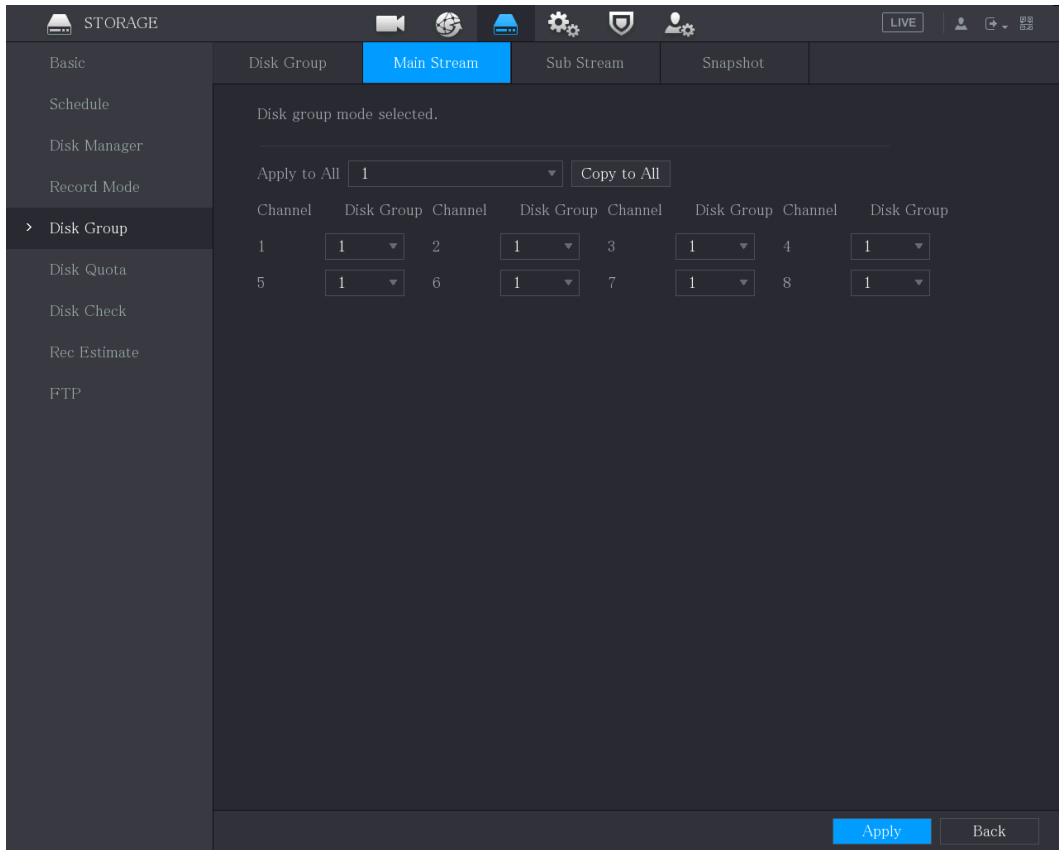 STORAGE LIVE
Basic
Schedule
Disk Manager
Record Mode
Disk Group
Disk Quota
Disk Check
Rec Estimate
FTP
Disk Group Main Stream Sub Stream Snapshot
Disk group mode selected.
Apply to All 1 Copy to All
Channel Disk Group Channel Disk Group Channel Disk Group Channel Disk Group
1 1 2 1 3 1 4 1
5 1 6 1 7 1 8 1
Apply Back